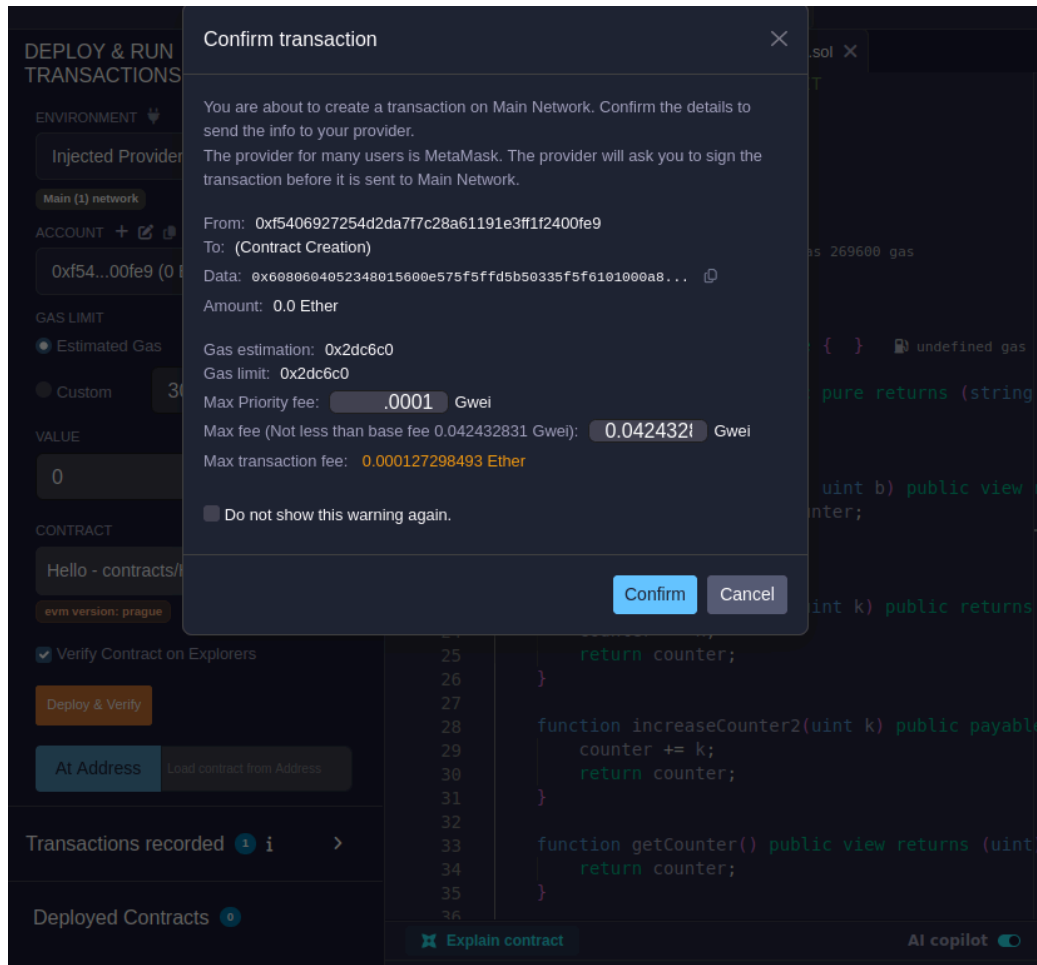 DEPLOY & RUN
TRANSACTIONS
ENVIRONMENT
Injected Provider
Main (1) network
ACCOUNT
0xf54...00fe9 (0
GAS LIMIT
Estimated Gas
Custom
VALUE
0
CONTRACT
Hello - contracts/
evm version: prague
Verify Contract on Explorers
Deploy & Verify
At Address
Load contract from Address
Transactions recorded 1 i
Deployed Contracts 0
Confirm transaction
You are about to create a transaction on Main Network. Confirm the details to
send the info to your provider.
The provider for many users is MetaMask. The provider will ask you to sign the
transaction before it is sent to Main Network.
From: 0xf5406927254d2da7f7c28a61191e3ff1f2400fe9
To: (Contract Creation)
Data: 0x6080604052348015600e575f5ffd5b50335f5f6101000a8...
Amount: 0.0 Ether
Gas estimation: 0x2dc6c0
Gas limit: 0x2dc6c0
Max Priority fee: .0001 Gwei
Max fee (Not less than base fee 0.042432831 Gwei): 0.042432 Gwei
Max transaction fee: 0.000127298493 Ether
Do not show this warning again.
Confirm
Cancel
.sol
269600 gas
{ } undefined gas
pure returns (string
uint b) public view
int k) public returns
25 return counter;
26 }
27
28 function increaseCounter2(uint k) public payable
29 counter += k;
30 return counter;
31 }
32
33 function getCounter() public view returns (uint
34 return counter;
35 }
36
Explain contract
AI copilot